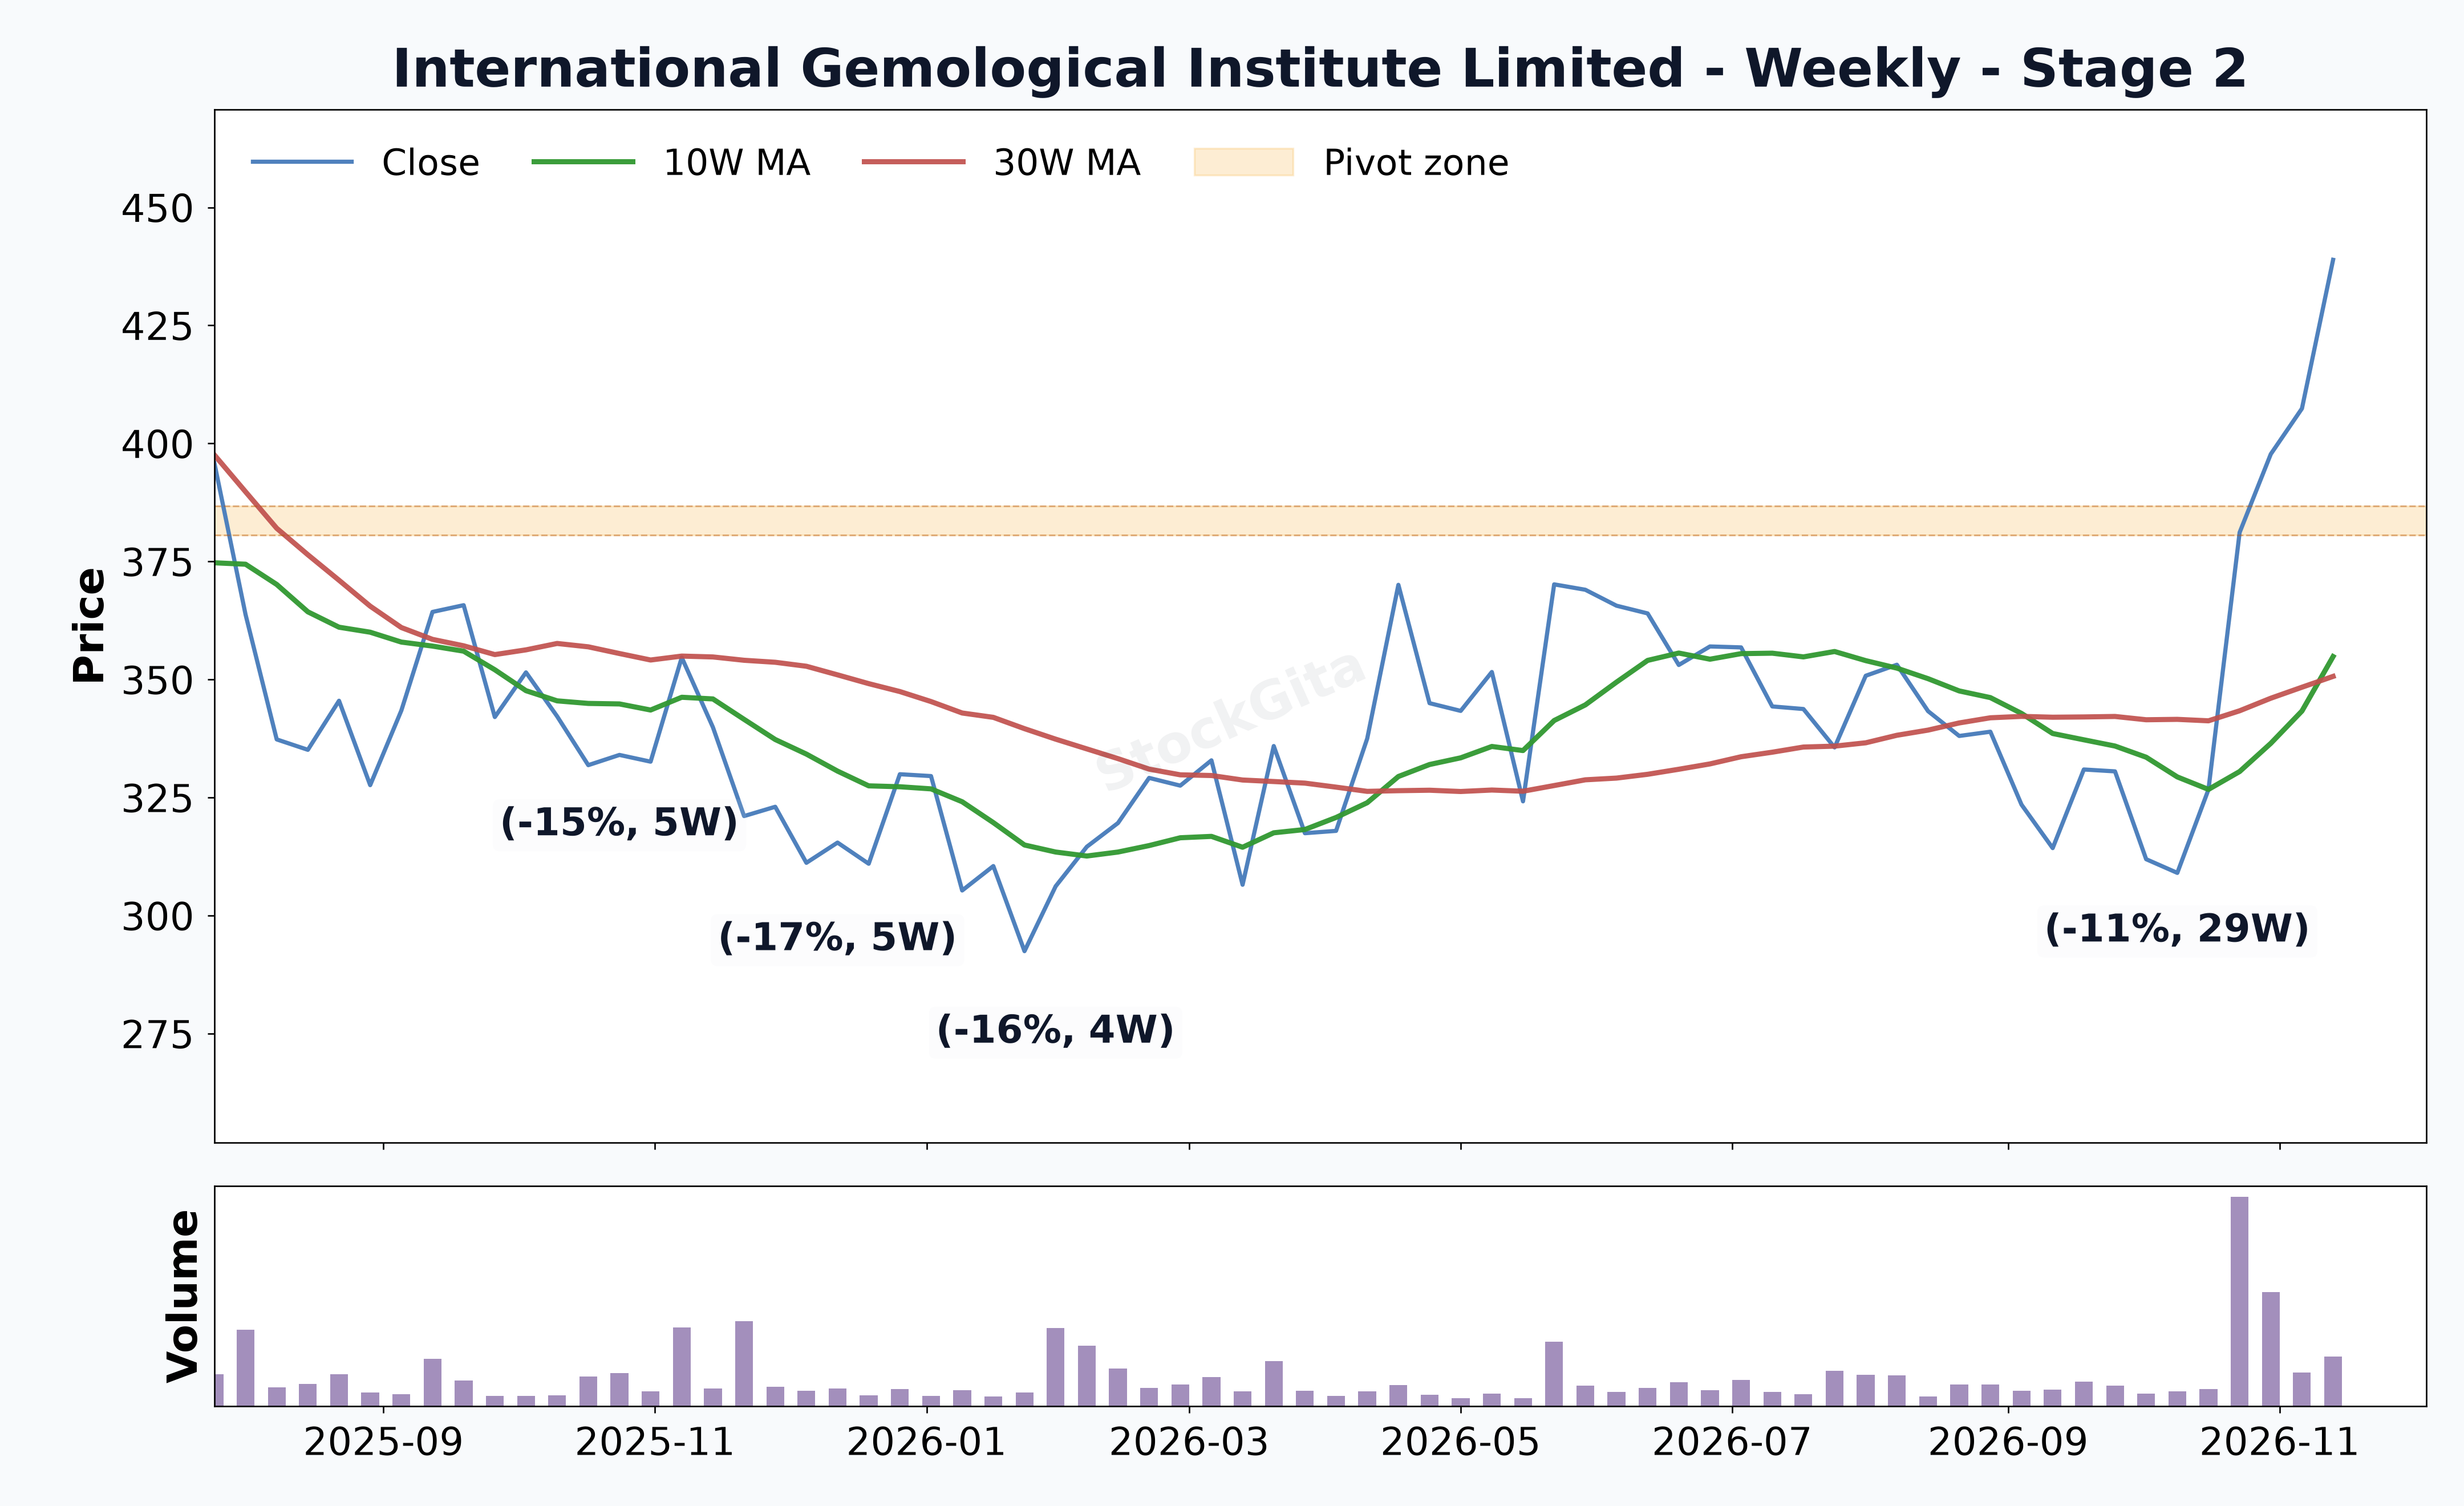 International Gemological Institute Limited - Weekly - Stage 2
Close 10W MA 30W MA Pivot zone
450
425
400
375
350
325
300
275
Price
StockGita
(-15%, 5W)
(-17%, 5W)
(-11%, 29W)
(-16%, 4W)
Volume
2025-09 2025-11 2026-01 2026-03 2026-05 2026-07 2026-09 2026-11